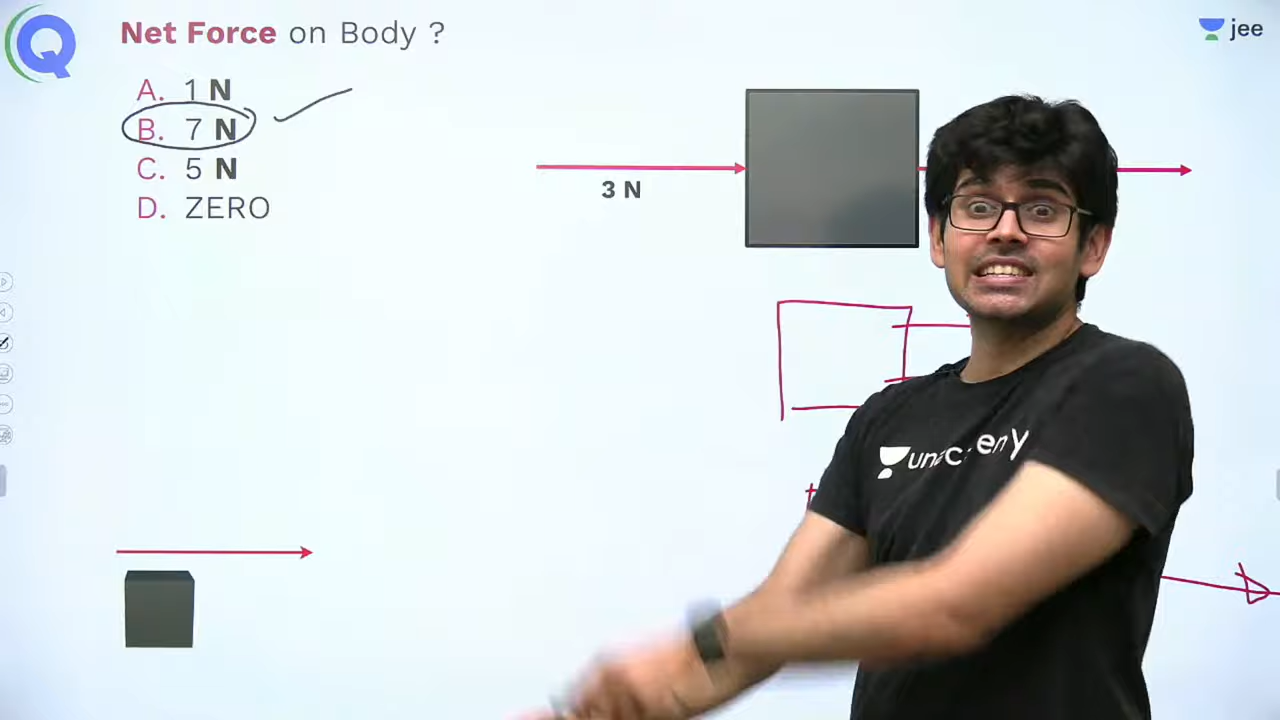 Net Force on Body ?
jee
A. 1 N
B. 7 N
C. 5 N
D. ZERO
3 N